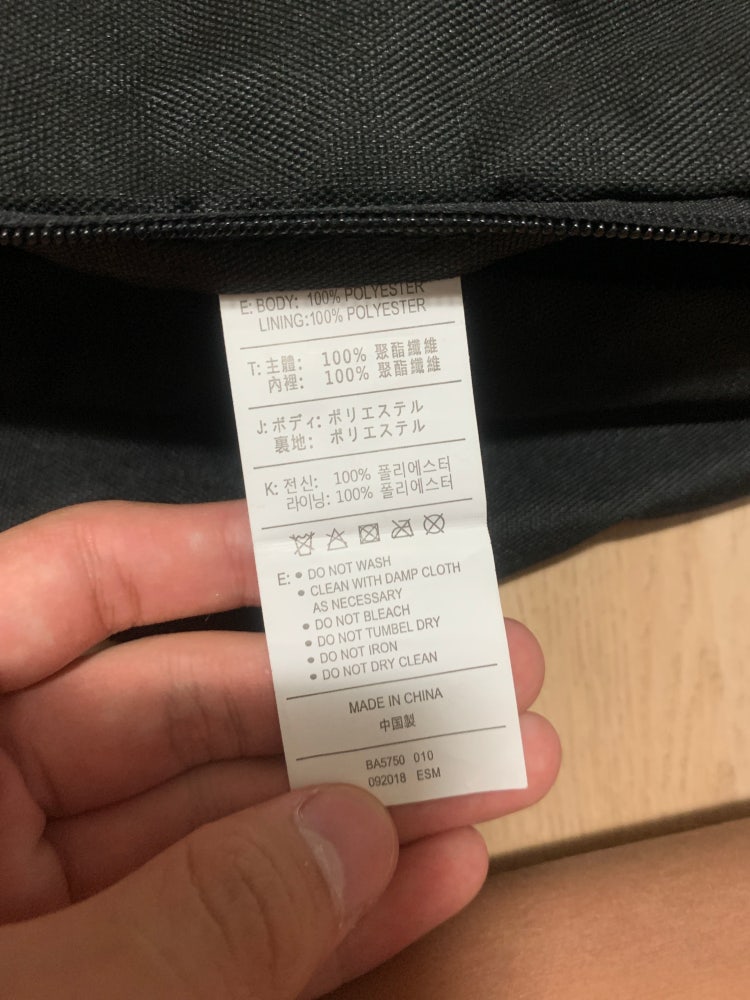 E: BODY: 100% POLYESTER
LINING:100% POLYESTER
T: 主體: 100% 聚酯纖維
內裡: 100% 聚酯纖維
J: ボディ: ポリエステル
裏地: ポリエステル
K: 전신: 100% 폴리에스터
라이닝: 100% 폴리에스터
E: • DO NOT WASH
• CLEAN WITH DAMP CLOTH
AS NECESSARY
• DO NOT BLEACH
• DO NOT TUMBEL DRY
• DO NOT IRON
• DO NOT DRY CLEAN
MADE IN CHINA
中国製
BA5750 010
092018 ESM